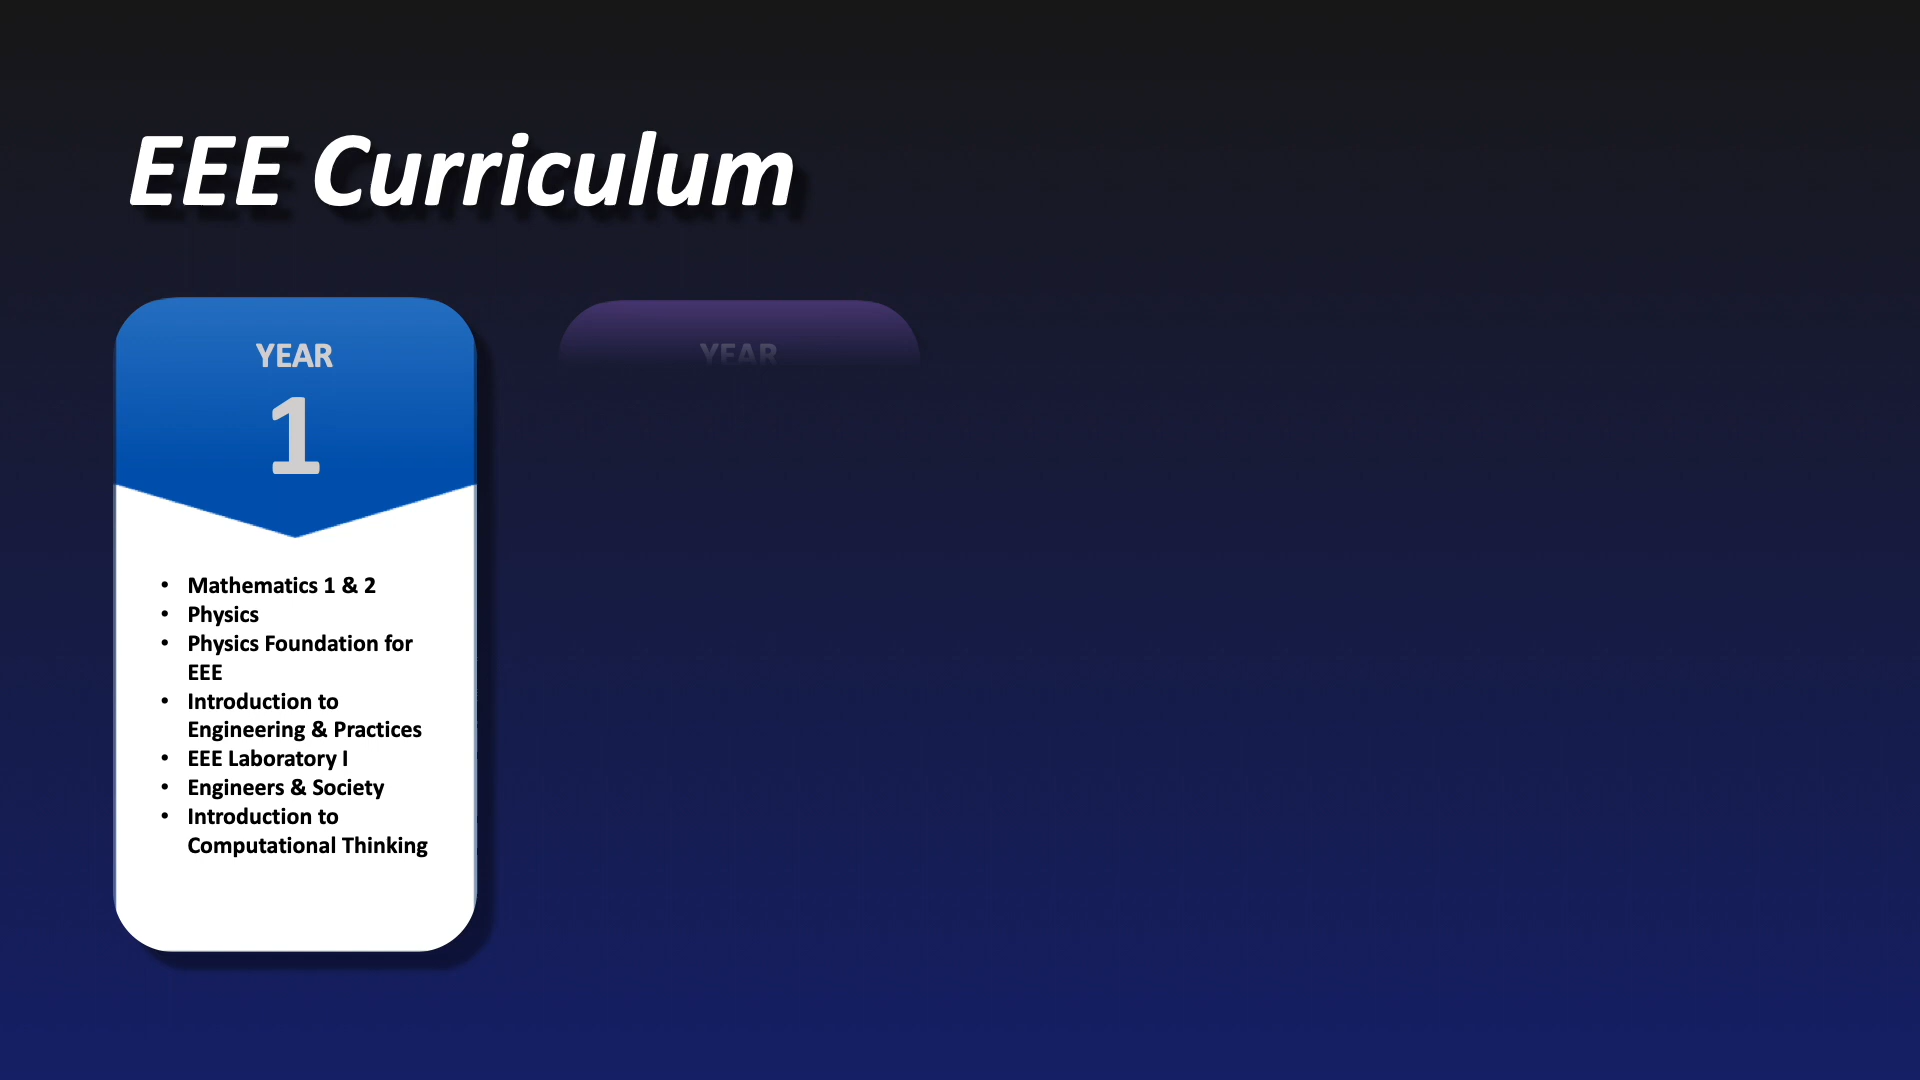 EEE Curriculum
YEAR
1
• Mathematics 1 & 2
• Physics
• Physics Foundation for
EEE
• Introduction to
Engineering & Practices
• EEE Laboratory I
• Engineers & Society
• Introduction to
Computational Thinking
YEAR